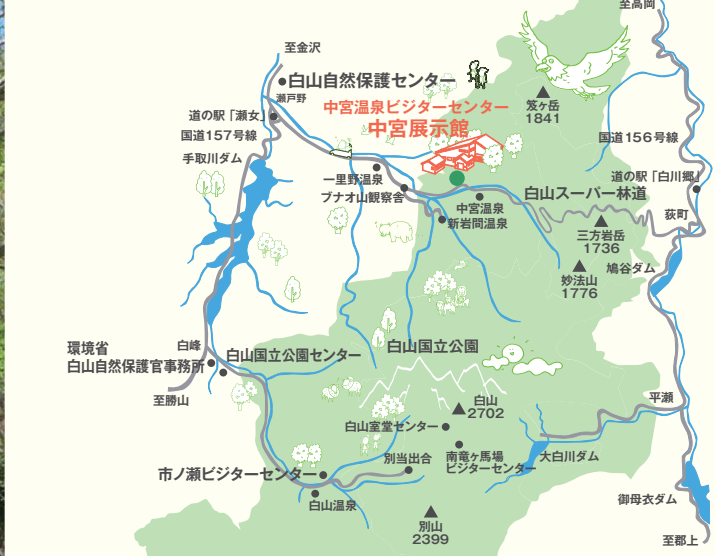 至高岡
至金沢
白山自然保護センター
瀬戸野
中宮温泉ビジターセンター
中宮展示館
道の駅「瀬女」
国道157号線
手取川ダム
笈ヶ岳
1841
国道156号線
一里野温泉
ブナオ山観察舎
中宮温泉
新岩間温泉
白山スーパー林道
道の駅「白川郷」
荻町
三方岩岳
1736
鳩谷ダム
妙法山
1776
環境省
白山自然保護官事務所
白峰
白山国立公園センター
至勝山
白山国立公園
白山
2702
白山室堂センター
平瀬
南竜ヶ馬場
ビジターセンター
大白川ダム
別当出合
市ノ瀬ビジターセンター
白山温泉
別山
2399
御母衣ダム
至郡上